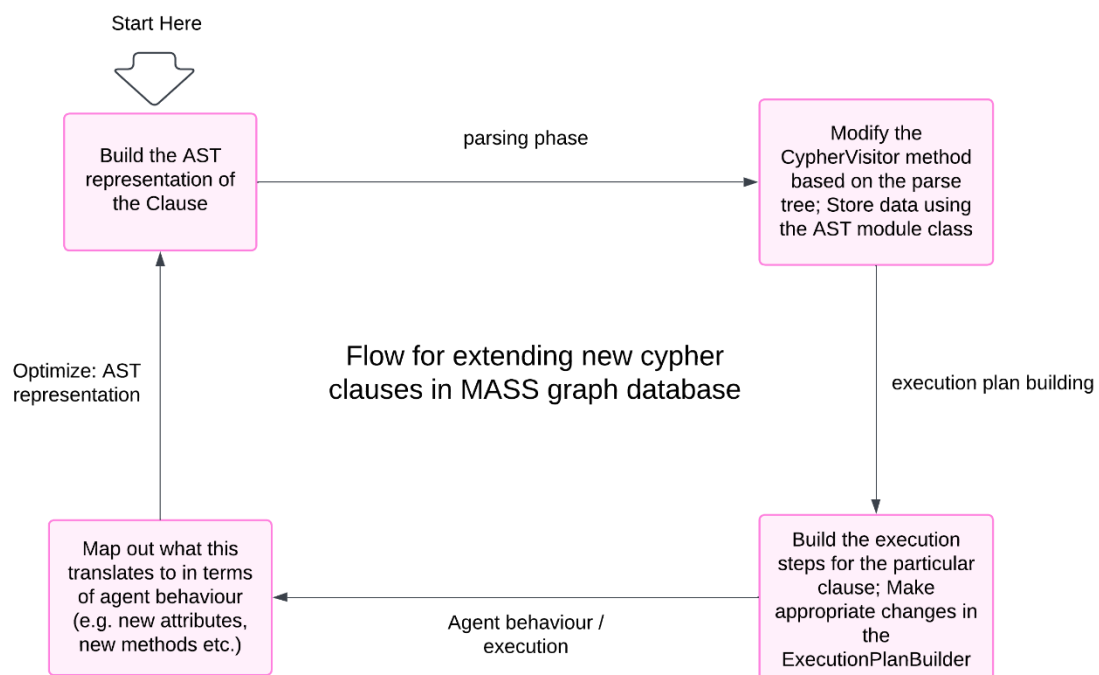 Start Here
Build the AST
representation of
the Clause
parsing phase
Modify the
CypherVisitor method
based on the parse
tree; Store data using
the AST module class
Optimize: AST
representation
Flow for extending new cypher
clauses in MASS graph database
execution plan building
Map out what this
translates to in terms
of agent behaviour
(e.g. new attributes,
new methods etc.)
Agent behaviour /
execution
Build the execution
steps for the particular
clause; Make
appropriate changes in
the
ExecutionPlanBuilder